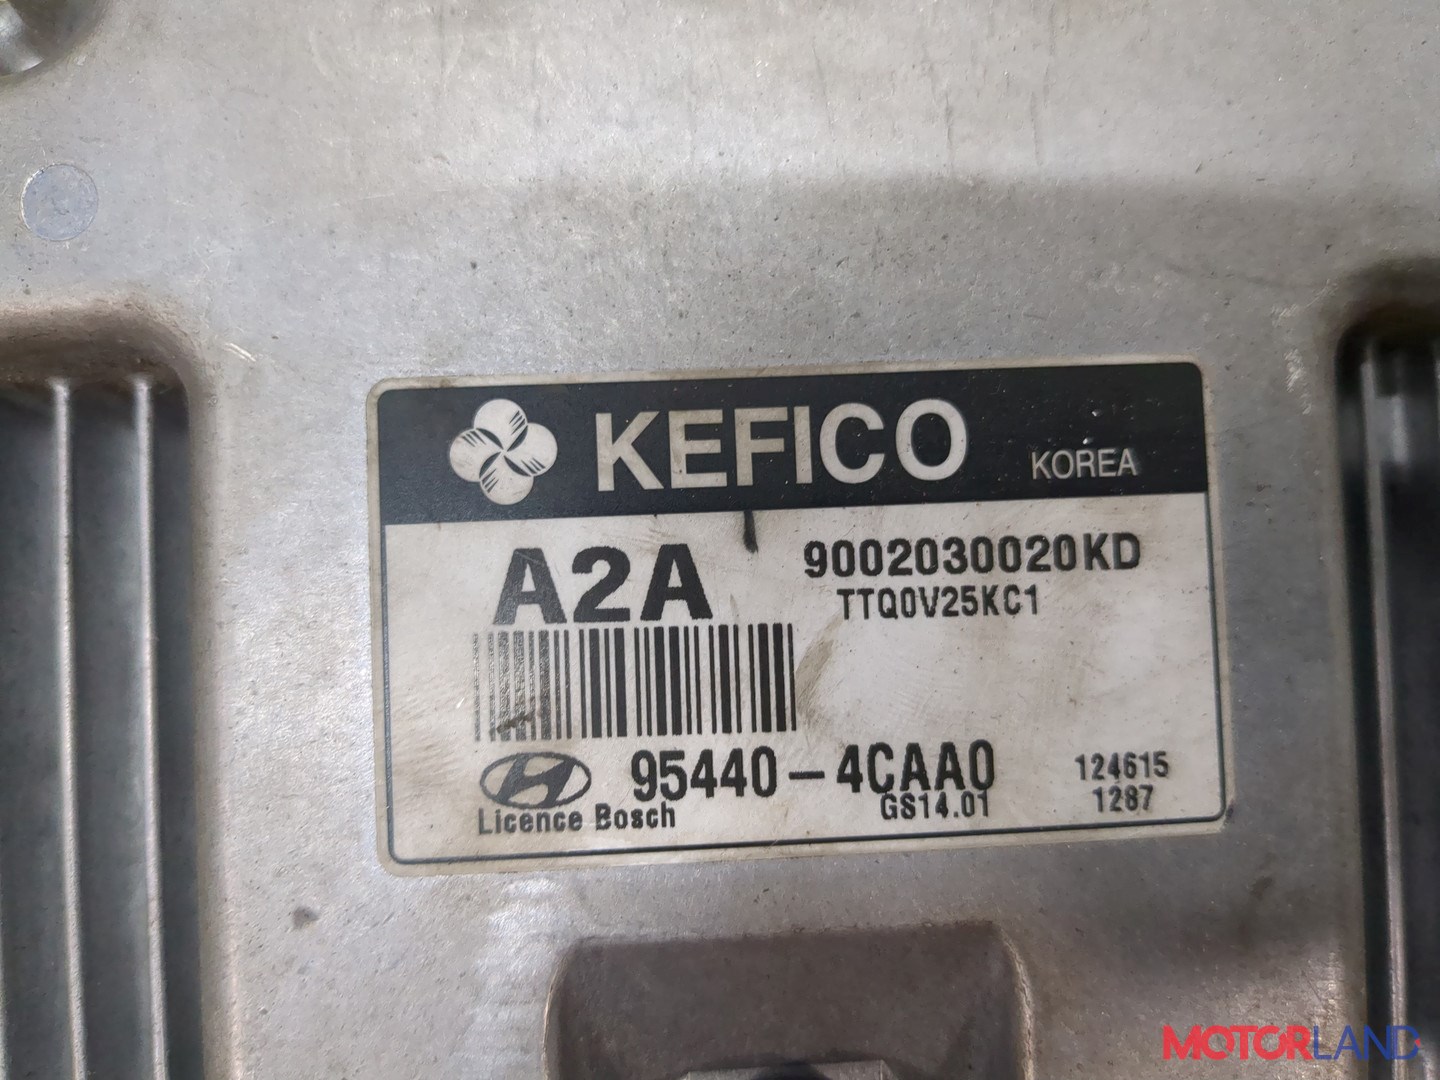 KEFICO KOREA
A2A 9002030020KD
TTQ0V25KC1
95440-4CAA0 124615
Licence Bosch GS14.01 1287
MOTORLAND